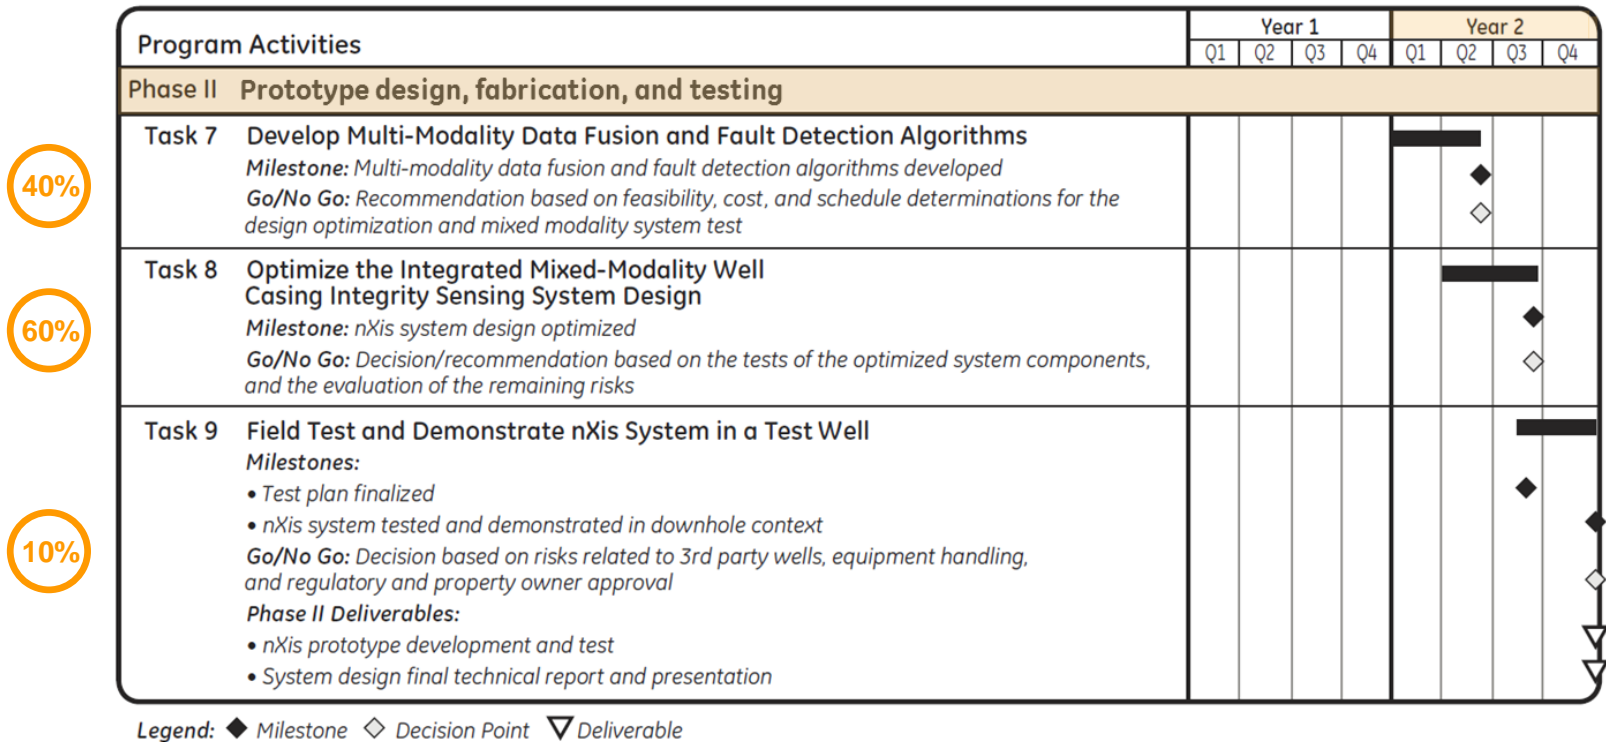 Program Activities
Year 1
Year 2
Q1 Q2 Q3 Q4 Q1 Q2 Q3 Q4
Phase II Prototype design, fabrication, and testing
40%
Task 7 Develop Multi-Modality Data Fusion and Fault Detection Algorithms
Milestone: Multi-modality data fusion and fault detection algorithms developed
Go/No Go: Recommendation based on feasibility, cost, and schedule determinations for the
design optimization and mixed modality system test
60%
Task 8 Optimize the Integrated Mixed-Modality Well
Casing Integrity Sensing System Design
Milestone: nXis system design optimized
Go/No Go: Decision/recommendation based on the tests of the optimized system components,
and the evaluation of the remaining risks
10%
Task 9 Field Test and Demonstrate nXis System in a Test Well
Milestones:
• Test plan finalized
• nXis system tested and demonstrated in downhole context
Go/No Go: Decision based on risks related to 3rd party wells, equipment handling,
and regulatory and property owner approval
Phase II Deliverables:
• nXis prototype development and test
• System design final technical report and presentation
Legend: Milestone Decision Point Deliverable